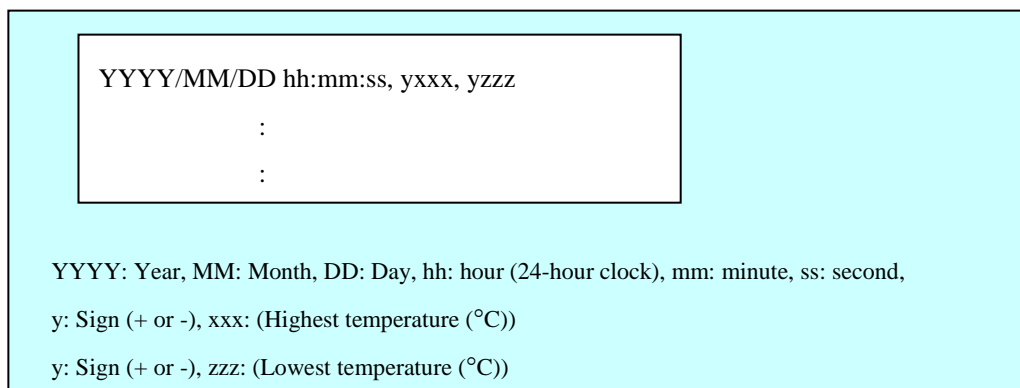 YYYY/MM/DD hh:mm:ss, yxxx, yzzz
:
:
YYYY: Year, MM: Month, DD: Day, hh: hour (24-hour clock), mm: minute, ss: second,
y: Sign (+ or -), xxx: (Highest temperature (°C))
y: Sign (+ or -), zzz: (Lowest temperature (°C))